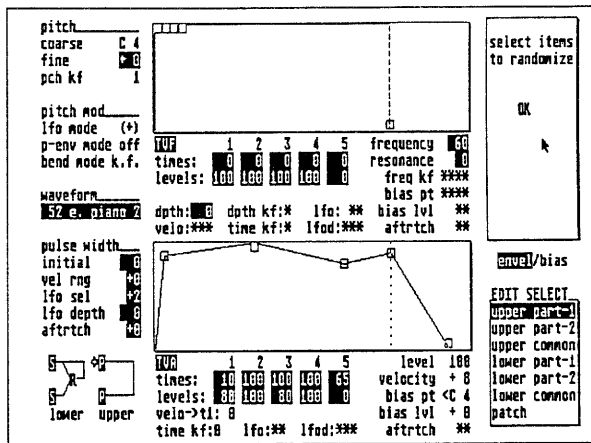 pitch
coarse C 4
fine + 0
pch kf 1
pitch mod
lfo mode (+)
p-env mode off
bend mode k.f.
waveform
52 e. piano 2
pulse width
initial 0
vel rng +0
lfo sel +2
lfo depth 0
aftrtch +0
S S R P P
lower upper
TVF 1 2 3 4 5 frequency 60
times: 0 0 0 0 0 resonance 0
levels: 100 100 100 100 0 freq kf ****
bias pt ****
dpth: 0 dpth kf:* lfo: ** bias lvl **
velo:*** time kf:* lfod:*** aftrtch **
TVA 1 2 3 4 5 level 100
times: 10 100 100 100 65 velocity + 0
levels: 80 100 80 100 0 bias pt <C 4
velo->t1: 0 bias lvl + 0
time kf:0 lfo:** lfod:*** aftrtch **
select items
to randomize
OK
envel/bias
EDIT SELECT
upper part-1
upper part-2
upper common
lower part-1
lower part-2
lower common
patch